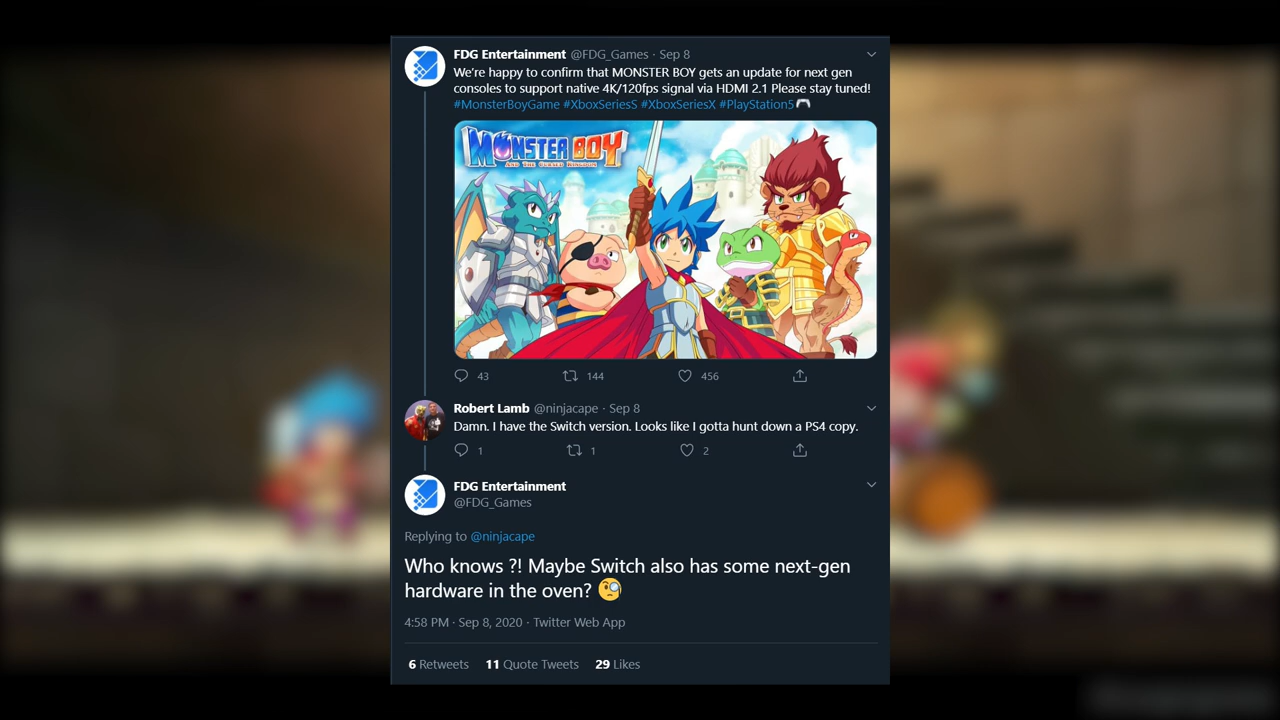 FDG Entertainment @FDG_Games · Sep 8
We're happy to confirm that MONSTER BOY gets an update for next gen
consoles to support native 4K/120fps signal via HDMI 2.1 Please stay tuned!
#MonsterBoyGame #XboxSeriesS #XboxSeriesX #PlayStation5🎮
MONSTER BOY
AND THE CURSED KINGDOM
43 144 456
Robert Lamb @ninjacape · Sep 8
Damn. I have the Switch version. Looks like I gotta hunt down a PS4 copy.
1 1 2
FDG Entertainment
@FDG_Games
Replying to @ninjacape
Who knows ?! Maybe Switch also has some next-gen
hardware in the oven? 🧐
4:58 PM · Sep 8, 2020 · Twitter Web App
6 Retweets 11 Quote Tweets 29 Likes